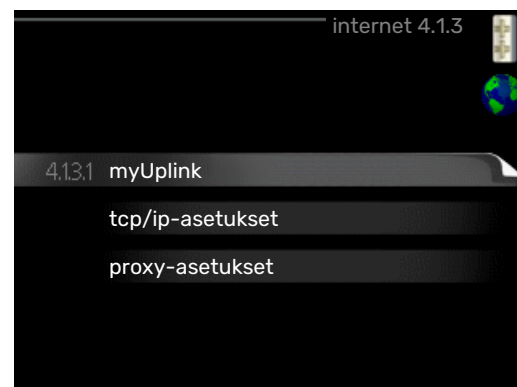 internet 4.1.3
4.1.3.1 myUplink
tcp/ip-asetukset
proxy-asetukset